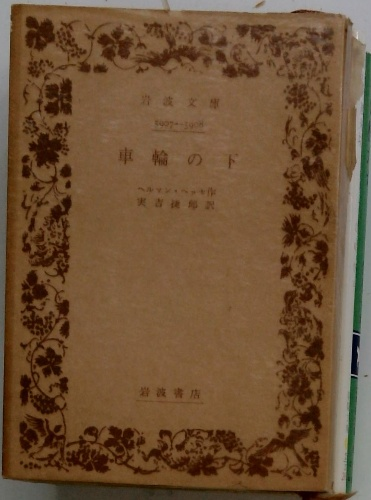 岩波文庫
車輪の下
ヘルマン・ヘッセ作
実吉捷郎訳
岩波書店